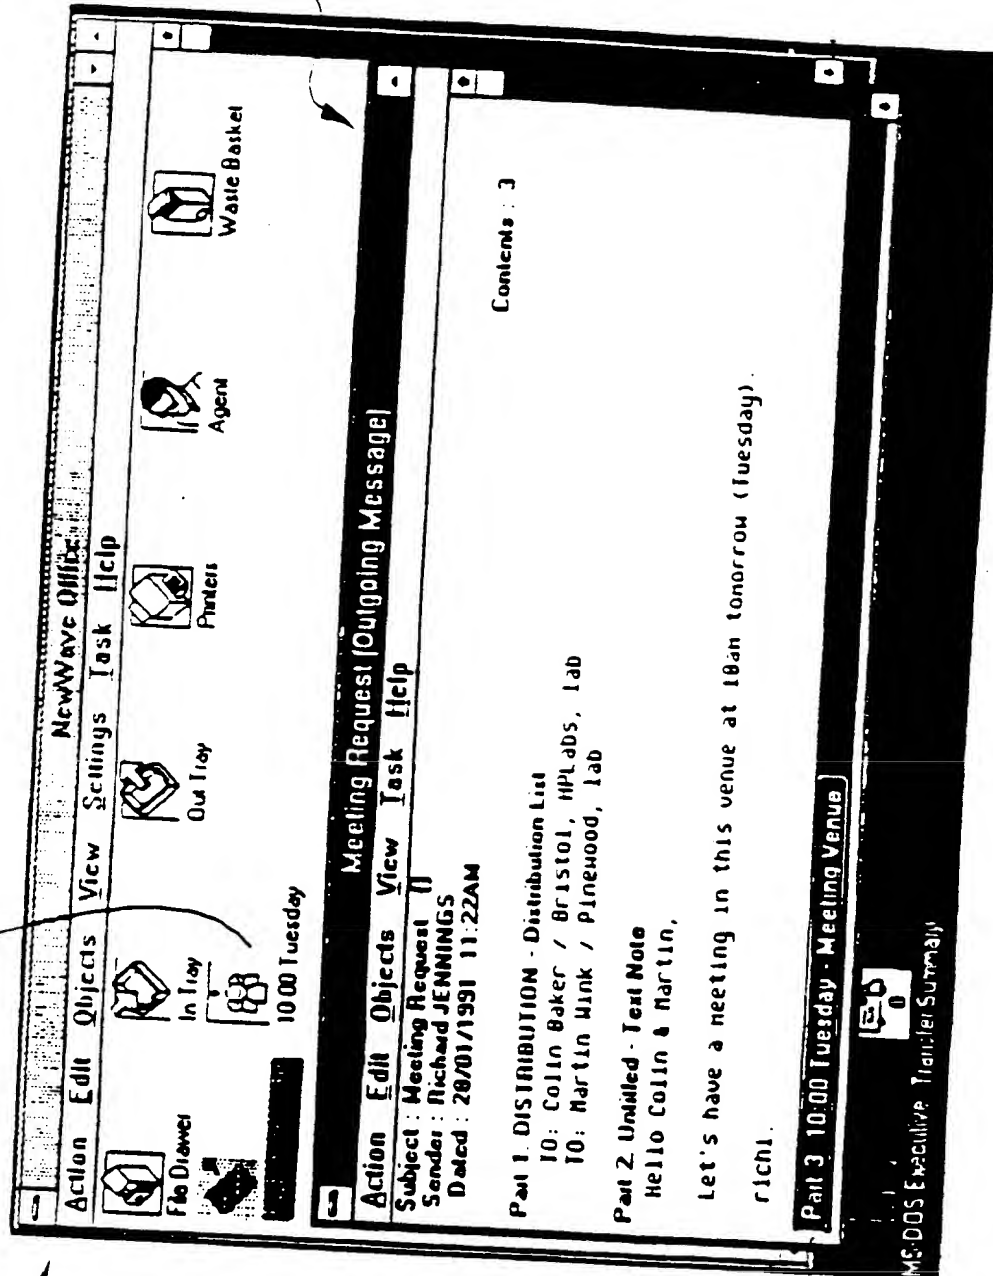 NewWave Office
Action Edit Objects View Settings Task Help
File Drawer
In Tray
Out Tray
Printers
Agent
Waste Basket
10:00 Tuesday
Meeting Request (Outgoing Message)
Action Edit Objects View Task Help
Subject : Meeting Request {}
Sender : Richard JENNINGS
Dated : 28/01/1991 11:22AM
Contents : 3
Part 1. DISTRIBUTION - Distribution List
TO: Colin Baker / Bristol, HPLabs, lab
TO: Martin Wink / Pinewood, lab
Part 2. Untitled - Text Note
Hello Colin & Martin,
Let's have a meeting in this venue at 10am tomorrow (Tuesday).
richi.
Part 3 10:00 Tuesday - Meeting Venue
0
MS-DOS Executive
Transfer Summary